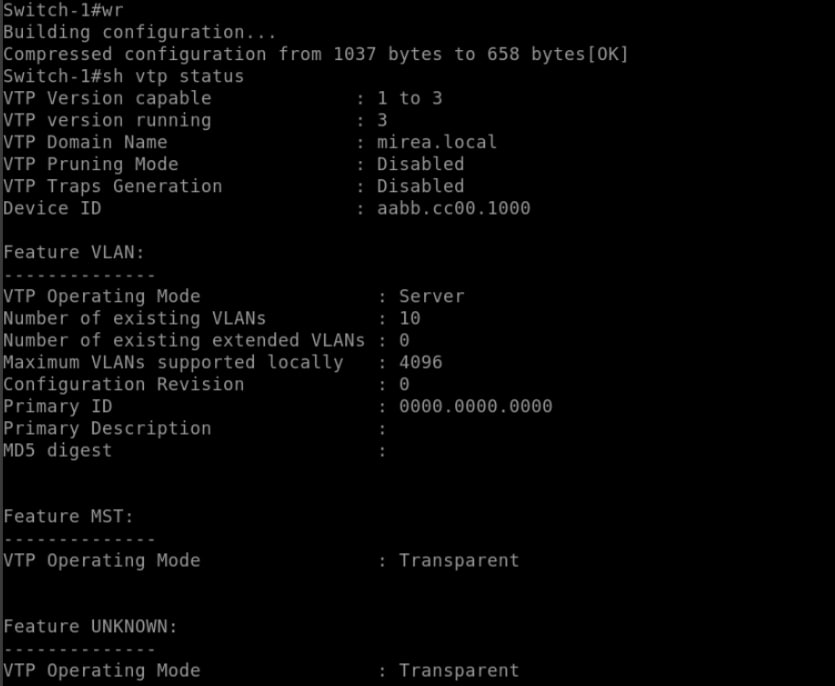 Switch-1#wr
Building configuration...
Compressed configuration from 1037 bytes to 658 bytes[OK]
Switch-1#sh vtp status
VTP Version capable             : 1 to 3
VTP version running             : 3
VTP Domain Name                 : mirea.local
VTP Pruning Mode                : Disabled
VTP Traps Generation            : Disabled
Device ID                       : aabb.cc00.1000

Feature VLAN:
--------------
VTP Operating Mode                : Server
Number of existing VLANs          : 10
Number of existing extended VLANs : 0
Maximum VLANs supported locally   : 4096
Configuration Revision            : 0
Primary ID                        : 0000.0000.0000
Primary Description               :
MD5 digest                        :


Feature MST:
--------------
VTP Operating Mode                : Transparent


Feature UNKNOWN:
--------------
VTP Operating Mode                : Transparent